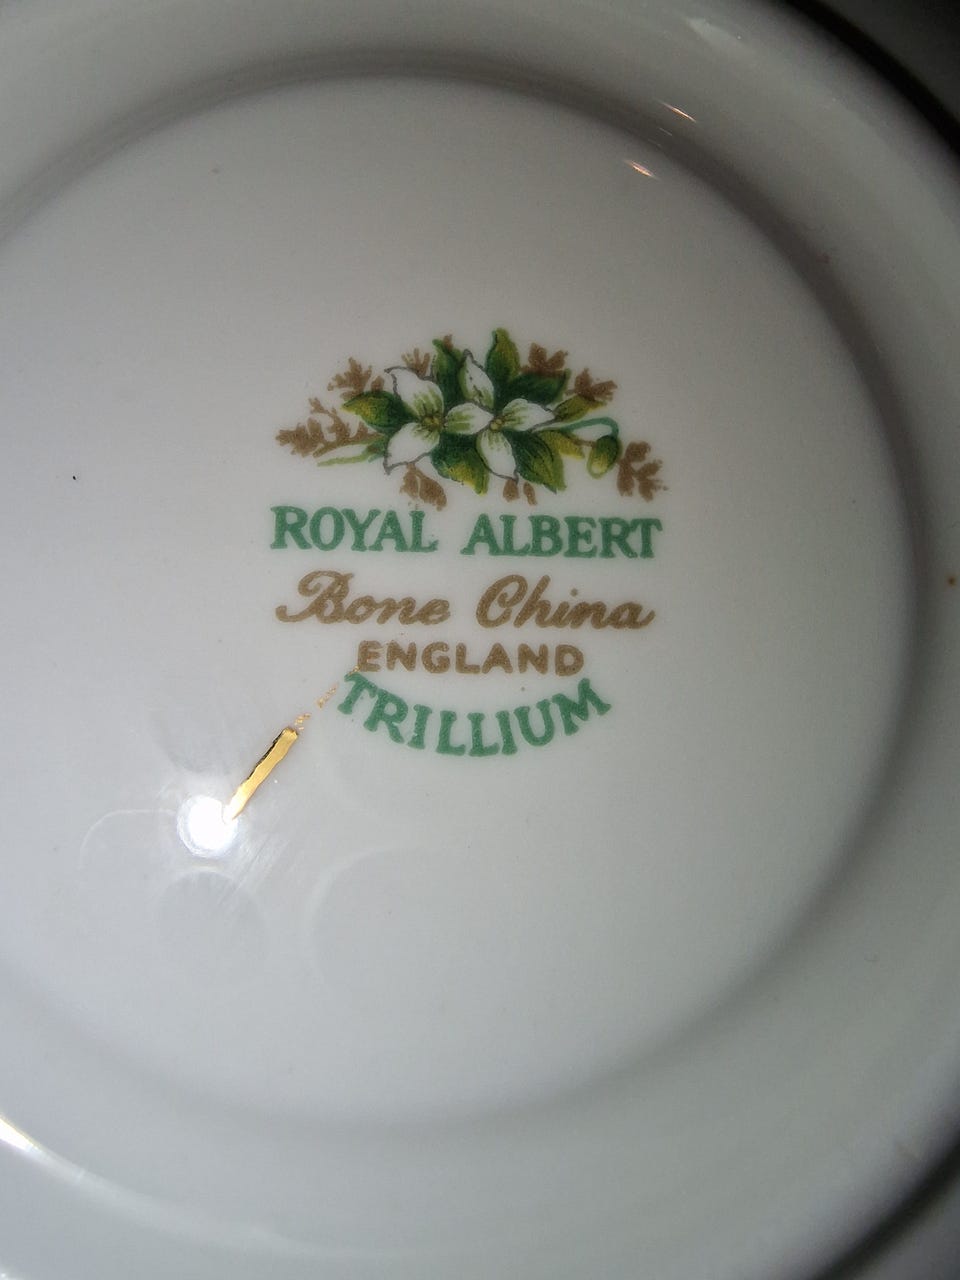 ROYAL ALBERT
Bone China
ENGLAND
TRILLIUM